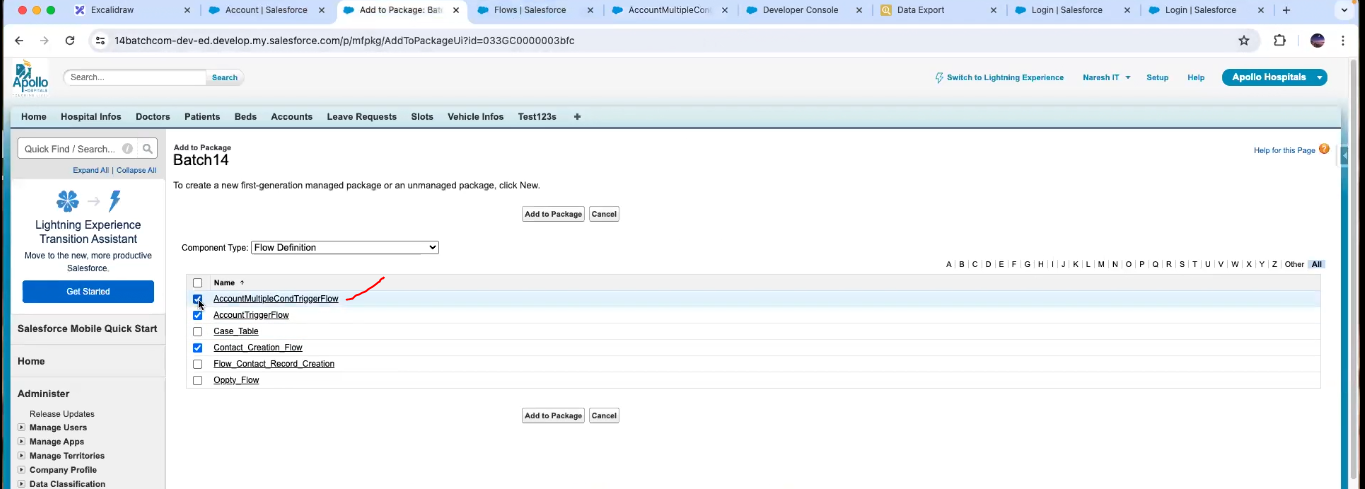 Excalidraw
Account | Salesforce
Add to Package: Bat
Flows | Salesforce
AccountMultipleCond
Developer Console
Data Export
Login | Salesforce
Login | Salesforce
14batchcom-dev-ed.develop.my.salesforce.com/p/mfpkg/AddToPackageUi?id=033GC0000003bfc
Apollo
HOSPITALS
Search...
Search
Switch to Lightning Experience
Naresh IT
Setup
Help
Apollo Hospitals
Home
Hospital Infos
Doctors
Patients
Beds
Accounts
Leave Requests
Slots
Vehicle Infos
Test123s
+
Quick Find / Search...
Expand All | Collapse All
Lightning Experience
Transition Assistant
Move to the new, more productive
Salesforce.
Get Started
Salesforce Mobile Quick Start
Home
Administer
Release Updates
Manage Users
Manage Apps
Manage Territories
Company Profile
Data Classification
Add to Package
Batch14
Help for this Page
To create a new first-generation managed package or an unmanaged package, click New.
Add to Package
Cancel
Component Type: Flow Definition
A | B | C | D | E | F | G | H | I | J | K | L | M | N | O | P | Q | R | S | T | U | V | W | X | Y | Z | Other | All
Name ↑
AccountMultipleCondTriggerFlow
AccountTriggerFlow
Case_Table
Contact_Creation_Flow
Flow_Contact_Record_Creation
Oppty_Flow
Add to Package
Cancel